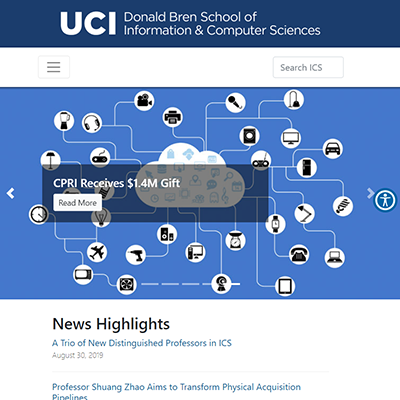 UCI Donald Bren School of
Information & Computer Sciences
Search ICS
CPRI Receives $1.4M Gift
Read More
News Highlights
A Trio of New Distinguished Professors in ICS
August 30, 2019
Professor Shuang Zhao Aims to Transform Physical Acquisition
Pipelines